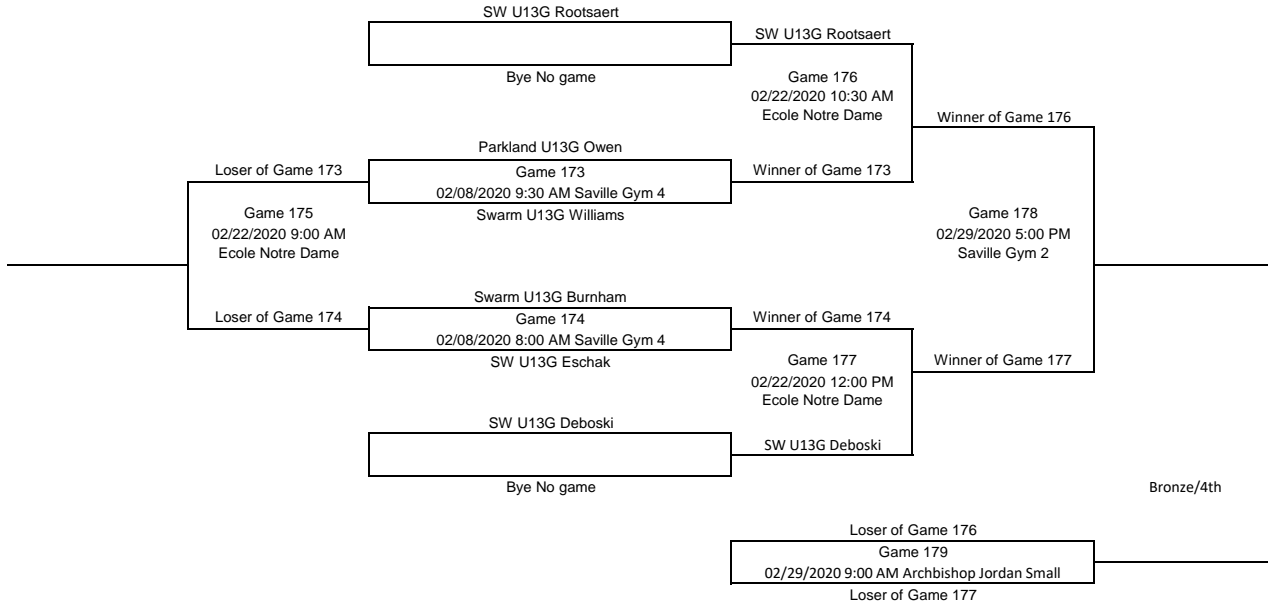 SW U13G Rootsaert
SW U13G Rootsaert
Bye No game
Game 176
02/22/2020 10:30 AM
Ecole Notre Dame
Winner of Game 176
Parkland U13G Owen
Loser of Game 173
Game 173
Winner of Game 173
02/08/2020 9:30 AM Saville Gym 4
Swarm U13G Williams
Game 175
02/22/2020 9:00 AM
Ecole Notre Dame
Game 178
02/29/2020 5:00 PM
Saville Gym 2
Swarm U13G Burnham
Loser of Game 174
Game 174
Winner of Game 174
02/08/2020 8:00 AM Saville Gym 4
SW U13G Eschak
Game 177
02/22/2020 12:00 PM
Ecole Notre Dame
Winner of Game 177
SW U13G Deboski
SW U13G Deboski
Bye No game
Bronze/4th
Loser of Game 176
Game 179
02/29/2020 9:00 AM Archbishop Jordan Small
Loser of Game 177